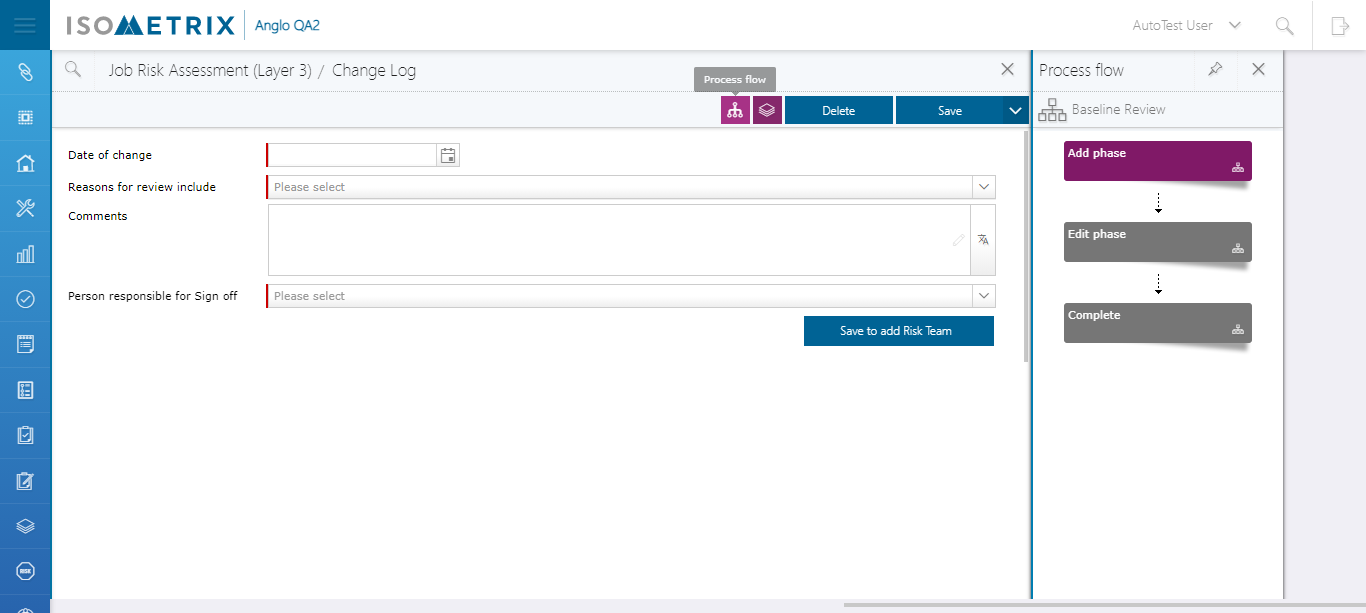 ISOMETRIX Anglo QA2
AutoTest User
Job Risk Assessment (Layer 3) / Change Log
Process flow
Process flow
Delete
Save
Baseline Review
Date of change
Reasons for review include
Please select
Comments
Person responsible for Sign off
Please select
Save to add Risk Team
Add phase
Edit phase
Complete
RISK